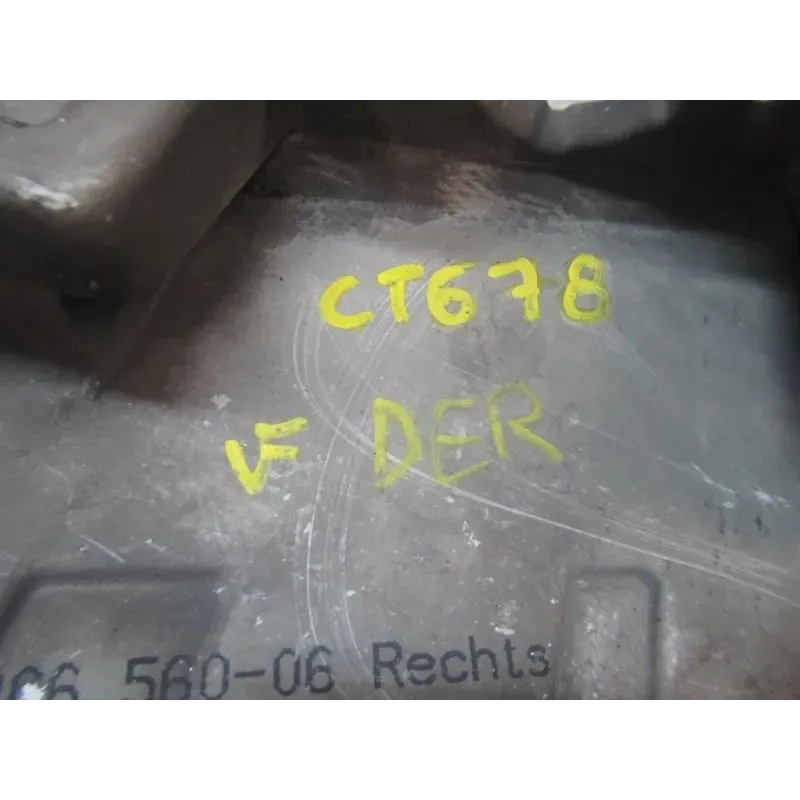 CT678
VF DER
560-06 Rechts